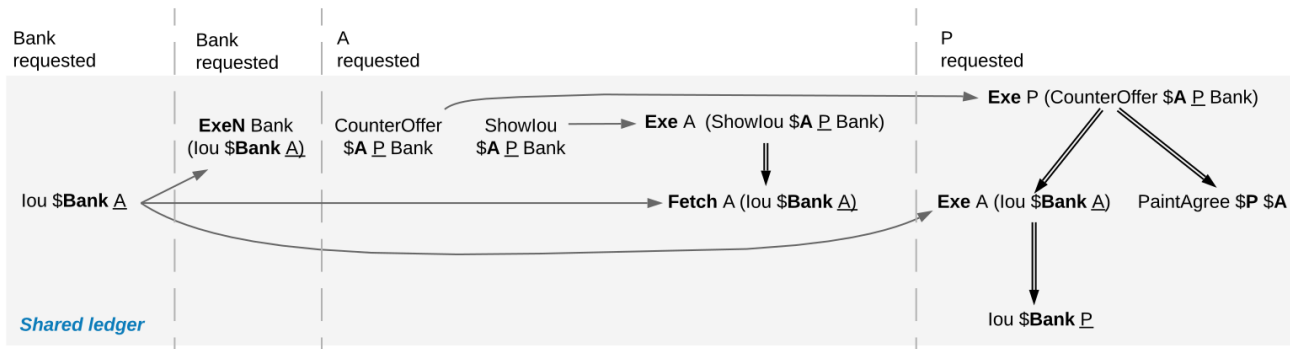 Bank
requested
Bank
requested
A
requested
P
requested
Exe P (CounterOffer $A P Bank)
ExeN Bank
(Iou $Bank A)
CounterOffer
$A P Bank
ShowIou
$A P Bank
Exe A (ShowIou $A P Bank)
Iou $Bank A
Fetch A (Iou $Bank A)
Exe A (Iou $Bank A)
PaintAgree $P $A
Iou $Bank P
Shared ledger